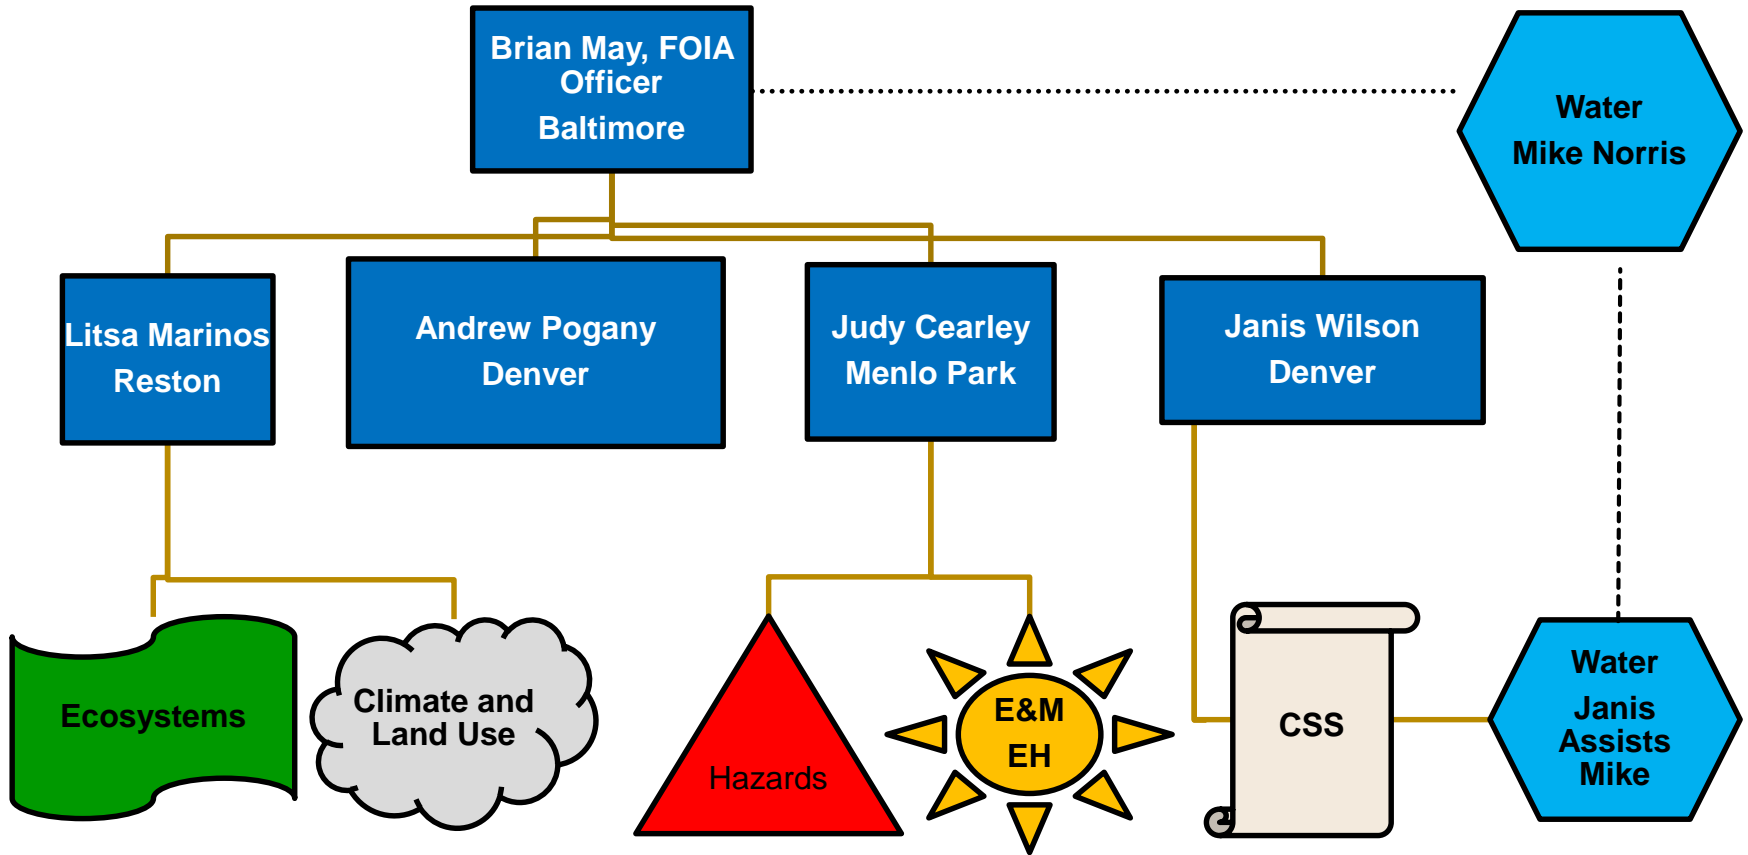 Brian May, FOIA
Officer
Baltimore
Water
Mike Norris
Litsa Marinos
Reston
Andrew Pogany
Denver
Judy Cearley
Menlo Park
Janis Wilson
Denver
Ecosystems
Climate and
Land Use
Hazards
E&M
EH
CSS
Water
Janis
Assists
Mike